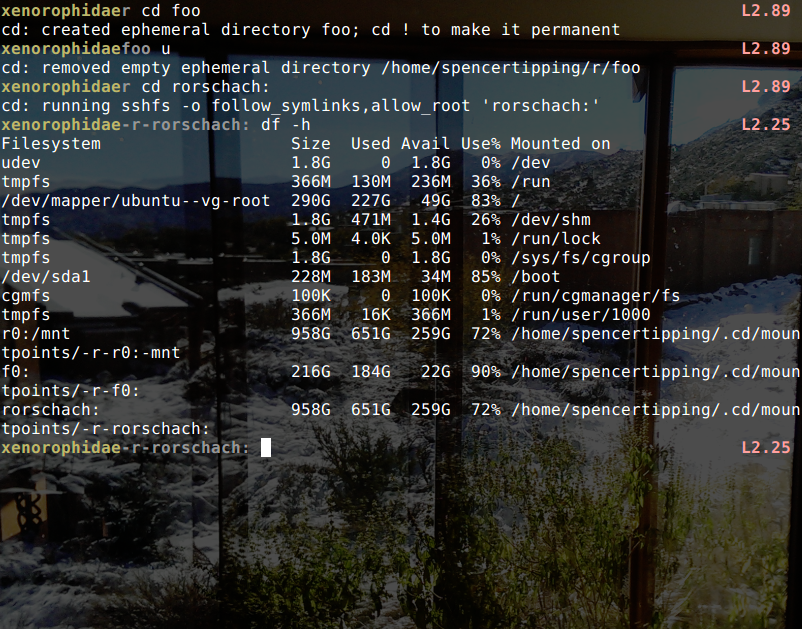 xenorophidaer cd foo L2.89
cd: created ephemeral directory foo; cd ! to make it permanent
xenorophidaefoo u L2.89
cd: removed empty ephemeral directory /home/spencertipping/r/foo
xenorophidaer cd rorschach: L2.89
cd: running sshfs -o follow_symlinks,allow_root 'rorschach:'
xenorophidae-r-rorschach: df -h L2.25
Filesystem Size Used Avail Use% Mounted on
udev 1.8G 0 1.8G 0% /dev
tmpfs 366M 130M 236M 36% /run
/dev/mapper/ubuntu--vg-root 290G 227G 49G 83% /
tmpfs 1.8G 471M 1.4G 26% /dev/shm
tmpfs 5.0M 4.0K 5.0M 1% /run/lock
tmpfs 1.8G 0 1.8G 0% /sys/fs/cgroup
/dev/sda1 228M 183M 34M 85% /boot
cgmfs 100K 0 100K 0% /run/cgmanager/fs
tmpfs 366M 16K 366M 1% /run/user/1000
r0:/mnt 958G 651G 259G 72% /home/spencertipping/.cd/moun
tpoints/-r-r0:-mnt
f0: 216G 184G 22G 90% /home/spencertipping/.cd/moun
tpoints/-r-f0:
rorschach: 958G 651G 259G 72% /home/spencertipping/.cd/moun
tpoints/-r-rorschach:
xenorophidae-r-rorschach: L2.25